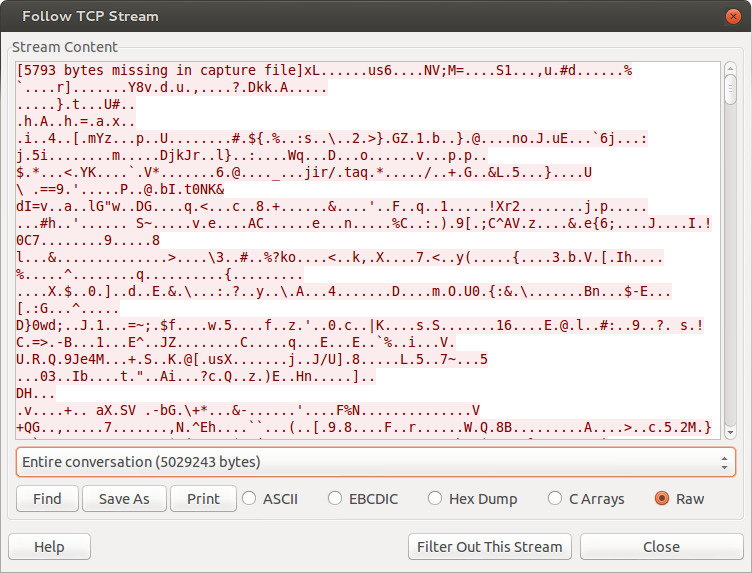 Follow TCP Stream
Stream Content
[5793 bytes missing in capture file]xL......us6....NV;M=....S1...,u.#d......%
`....r].......Y8v.d.u.,....?.Dkk.A.....
.....}.t...U#..
.h.A..h.=.a.x..
.i..4..[.mYz...p..U........#.${.%..:s..\..2.>}.GZ.1.b..}.@....no.J.uE...`6j...:
j.5i........m.....DjkJr..l}..:....Wq...D...o......v...p.p..
$.*...<.YK....`.V*.......6.@...._...jir/.taq.*...../..+.G..&L.5...}....U
\ .==9.'.....P..@.bI.t0NK&
dI=v..a..lG"w..DG....q.<...c..8.+......&....'..F..q..1.....!Xr2........j.p.....
...#h..'...... S~.....v.e....AC......e...n.....%C..:.).9[.;C^AV.z....&.e{6;....J....I.!
0C7........9.....8
l...&..............>....\3..#..%?ko....<..k,.X....7.<..y(.....{....3.b.V.[.Ih....
%.....^........q..........{.........
....X.$..0.]..d..E.&.\...:.?..y..\.A...4.......D....m.O.U0.{:&.\.......Bn...$-E...
[.:G...^.....
D}0wd;..J.1...=~;.$f....w.5....f..z.'..0.c..|K....s.S.......16.....E.@.l..#:..9..?. s.!
C.=>.-B...1...E^..JZ........C.....q...E...E..`%..i...V.
U.R.Q.9Je4M...+.S..K.@[.usX.......j..J/U].8.....L.5..7~...5
...03..Ib....t."..Ai...?c.Q..z.)E..Hn.....]..
DH...
.v....+.. aX.SV .-bG.\+*...&-......'....F%N..............V
+QG..,.....7.......,N.^Eh....``...(..[.9.8....F..r......W.Q.8B.........A....>..c.5.2M.}
Entire conversation (5029243 bytes)
Find Save As Print ASCII EBCDIC Hex Dump C Arrays Raw
Help Filter Out This Stream Close